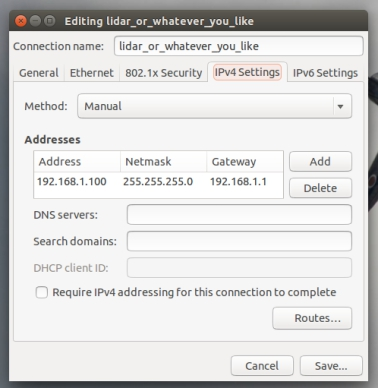 Editing lidar_or_whatever_you_like
Connection name: lidar_or_whatever_you_like
General Ethernet 802.1x Security IPv4 Settings IPv6 Settings
Method: Manual
Addresses
Address Netmask Gateway Add
192.168.1.100 255.255.255.0 192.168.1.1
Delete
DNS servers:
Search domains:
DHCP client ID:
Require IPv4 addressing for this connection to complete
Routes...
Cancel Save...